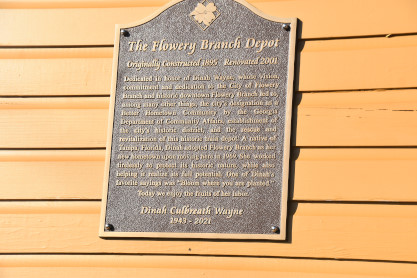 The Flowery Branch Depot
Originally Constructed 1895 Renovated 2001
Dedicated in honor of Dinah Wayne, whose vision,
commitment and dedication to the City of Flowery
Branch and historic downtown Flowery Branch led to,
among many other things, the city's designation as a
Better Hometown Community by the Georgia
Department of Community Affairs, establishment of
the city's historic district, and the rescue and
revitalization of this historic train depot. A native of
Tampa, Florida, Dinah adopted Flowery Branch as her
new hometown upon moving here in 1989. She worked
tirelessly to protect its historic nature, while also
helping it realize its full potential. One of Dinah's
favorite sayings was "bloom where you are planted."
Today we enjoy the fruits of her labor.
Dinah Culbreath Wayne
1943 - 2021